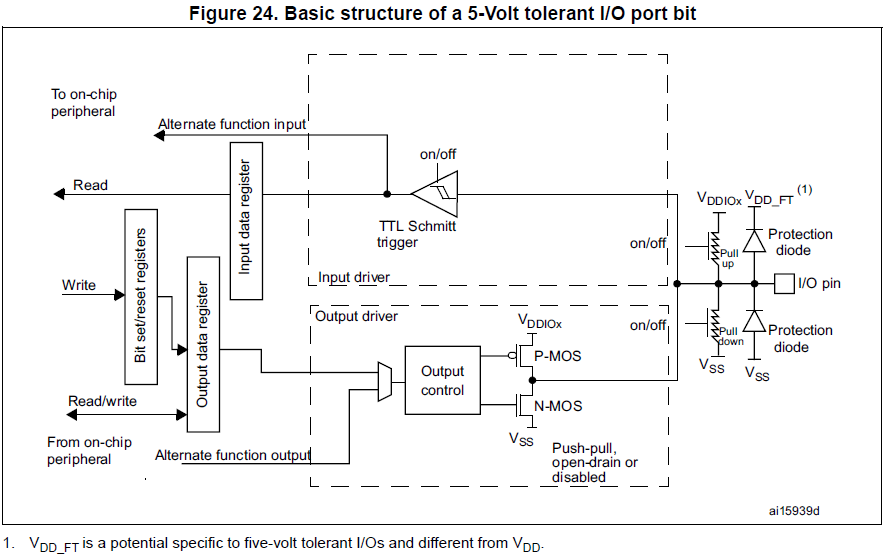 Figure 24. Basic structure of a 5-Volt tolerant I/O port bit
To on-chip
peripheral
Alternate function input
on/off
Read
Input data register
TTL Schmitt
trigger
Input driver
on/off
VDDIOx VDD_FT (1)
Pull
up
Protection
diode
I/O pin
Write
Bit set/reset registers
Output data register
Output driver
VDDIOx
on/off
P-MOS
Output
control
N-MOS
VSS
Pull
down
VSS
Protection
diode
VSS
Read/write
From on-chip
peripheral
Alternate function output
Push-pull,
open-drain or
disabled
ai15939d
1. VDD_FT is a potential specific to five-volt tolerant I/Os and different from VDD.